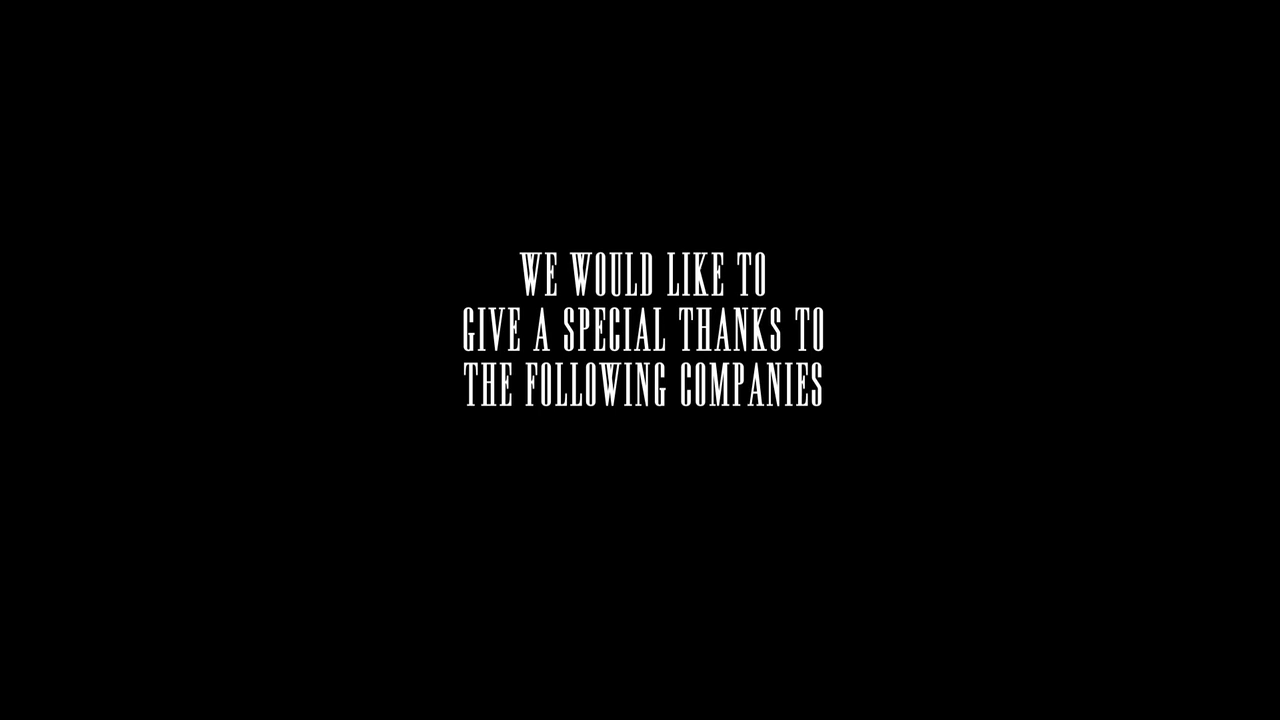 WE WOULD LIKE TO
GIVE A SPECIAL THANKS TO
THE FOLLOWING COMPANIES